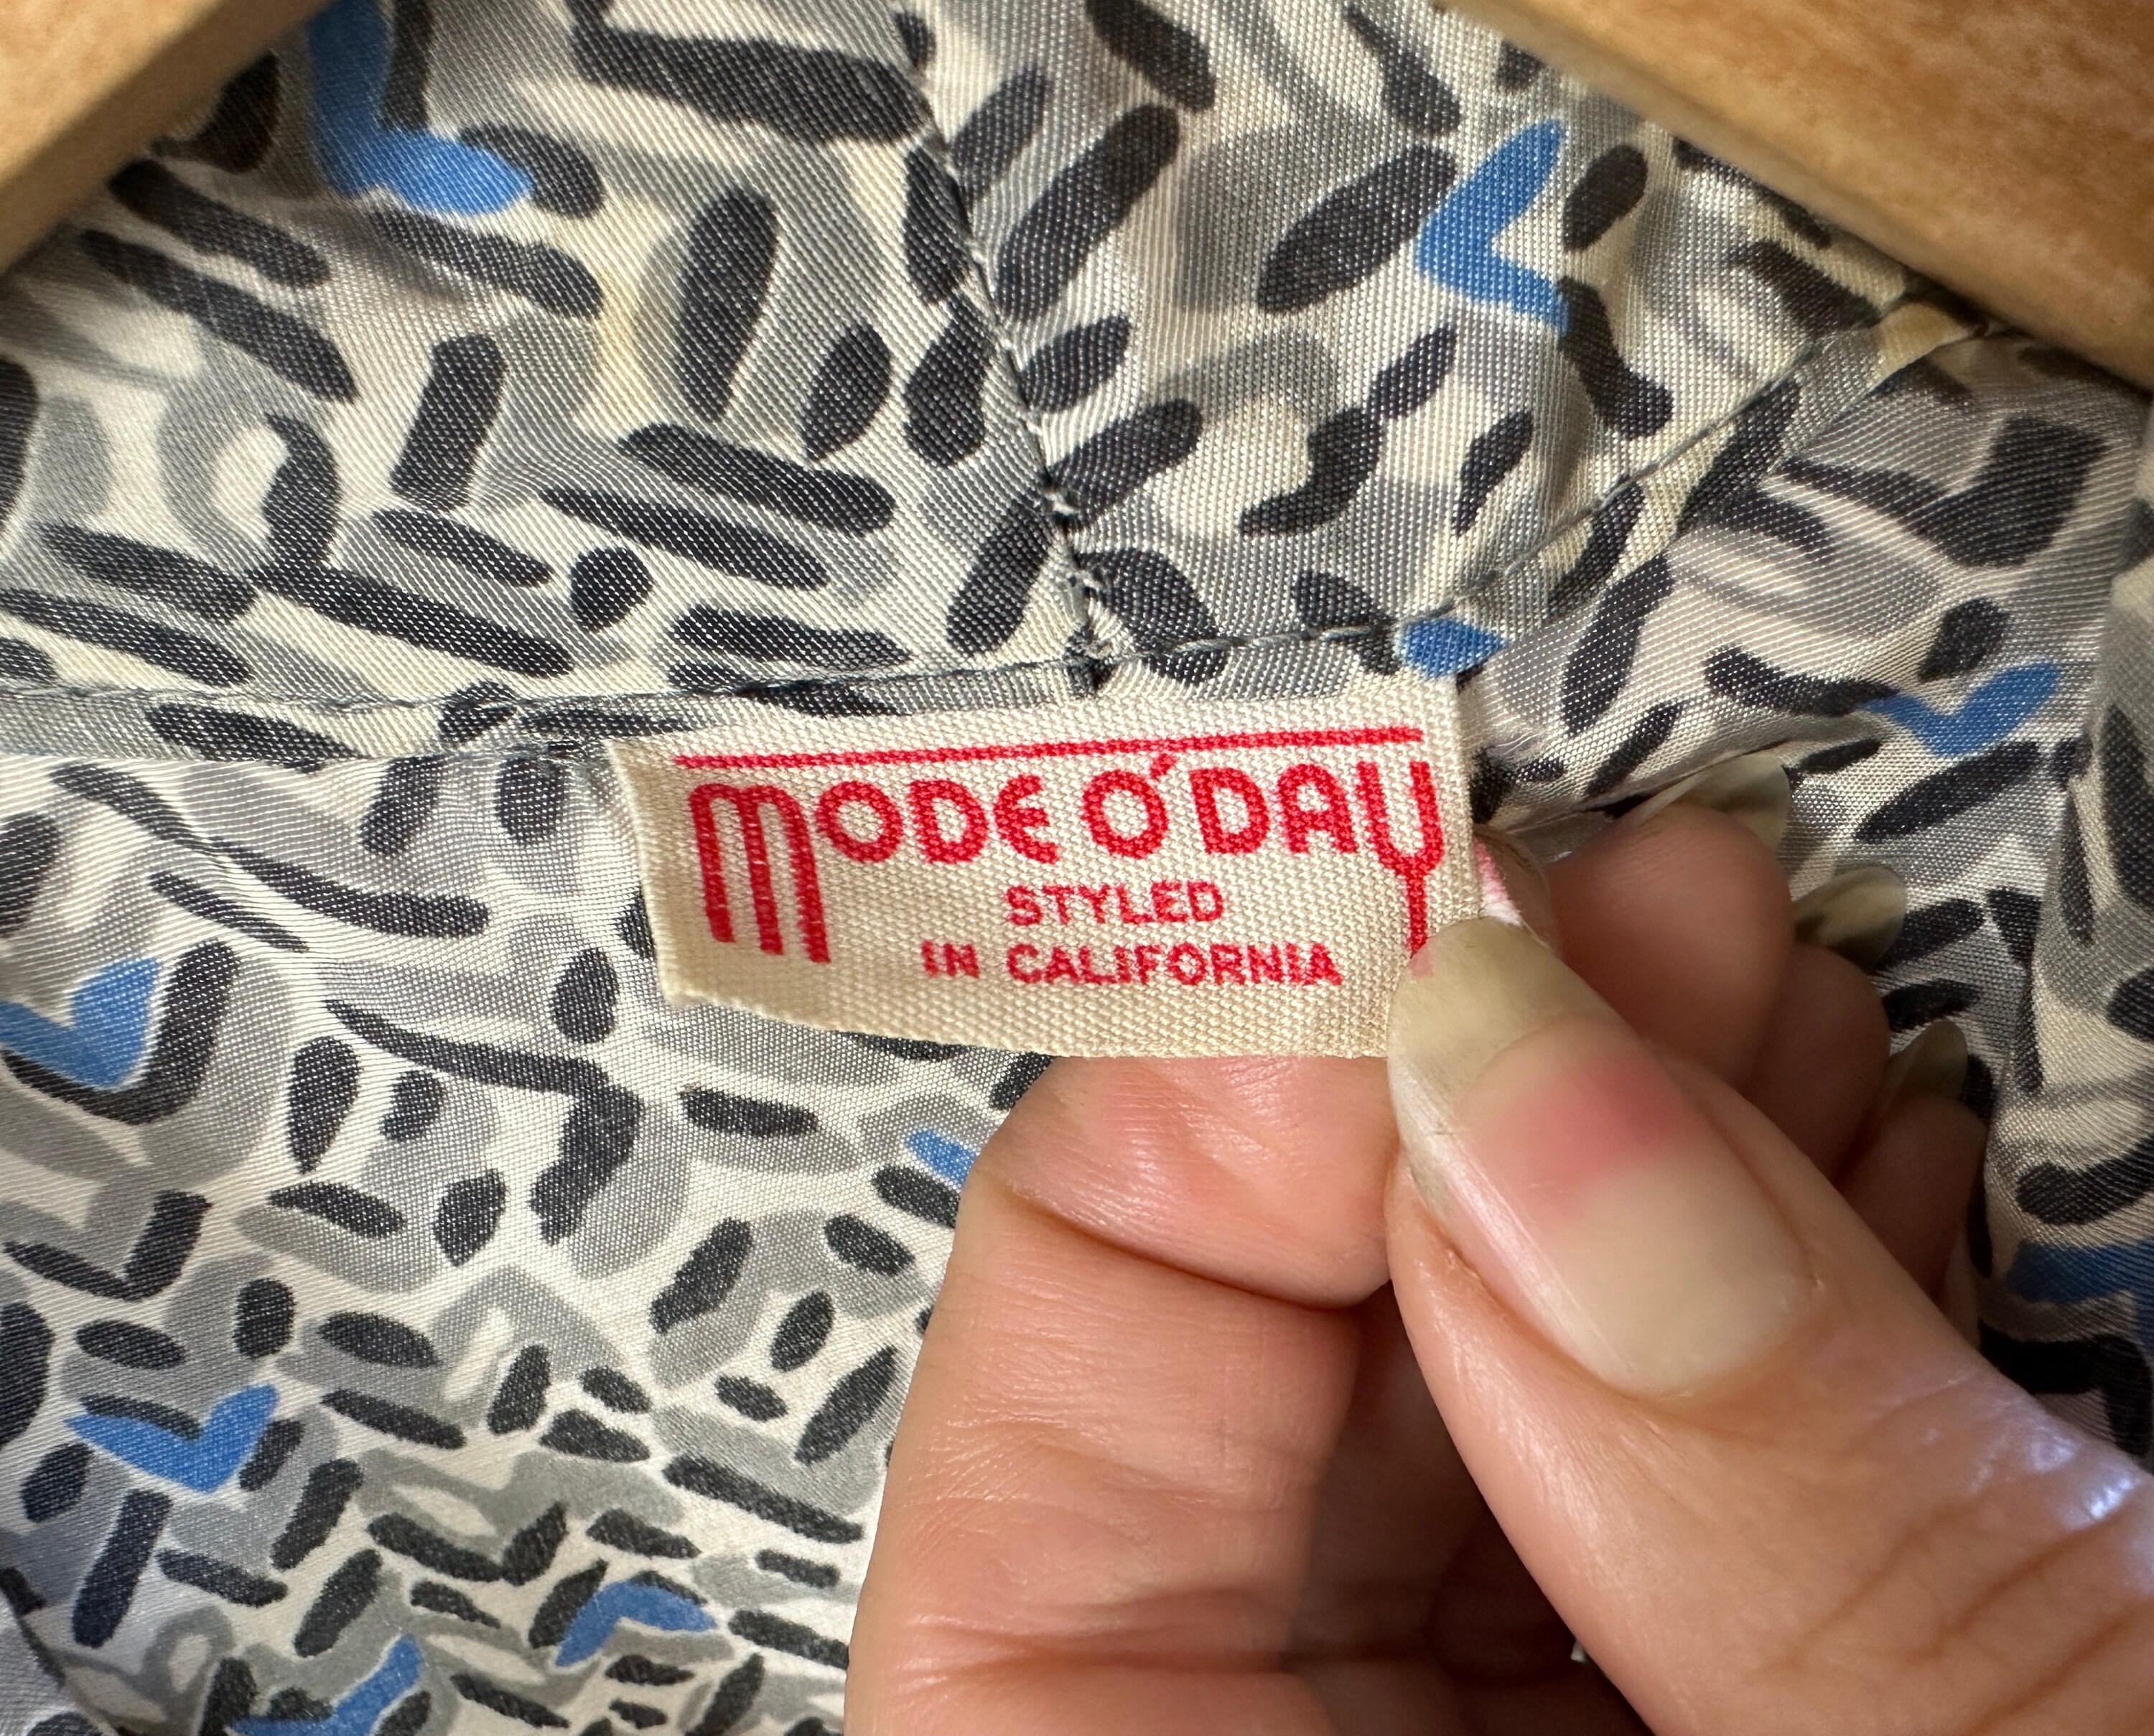 MODE O'DAY
STYLED
IN CALIFORNIA